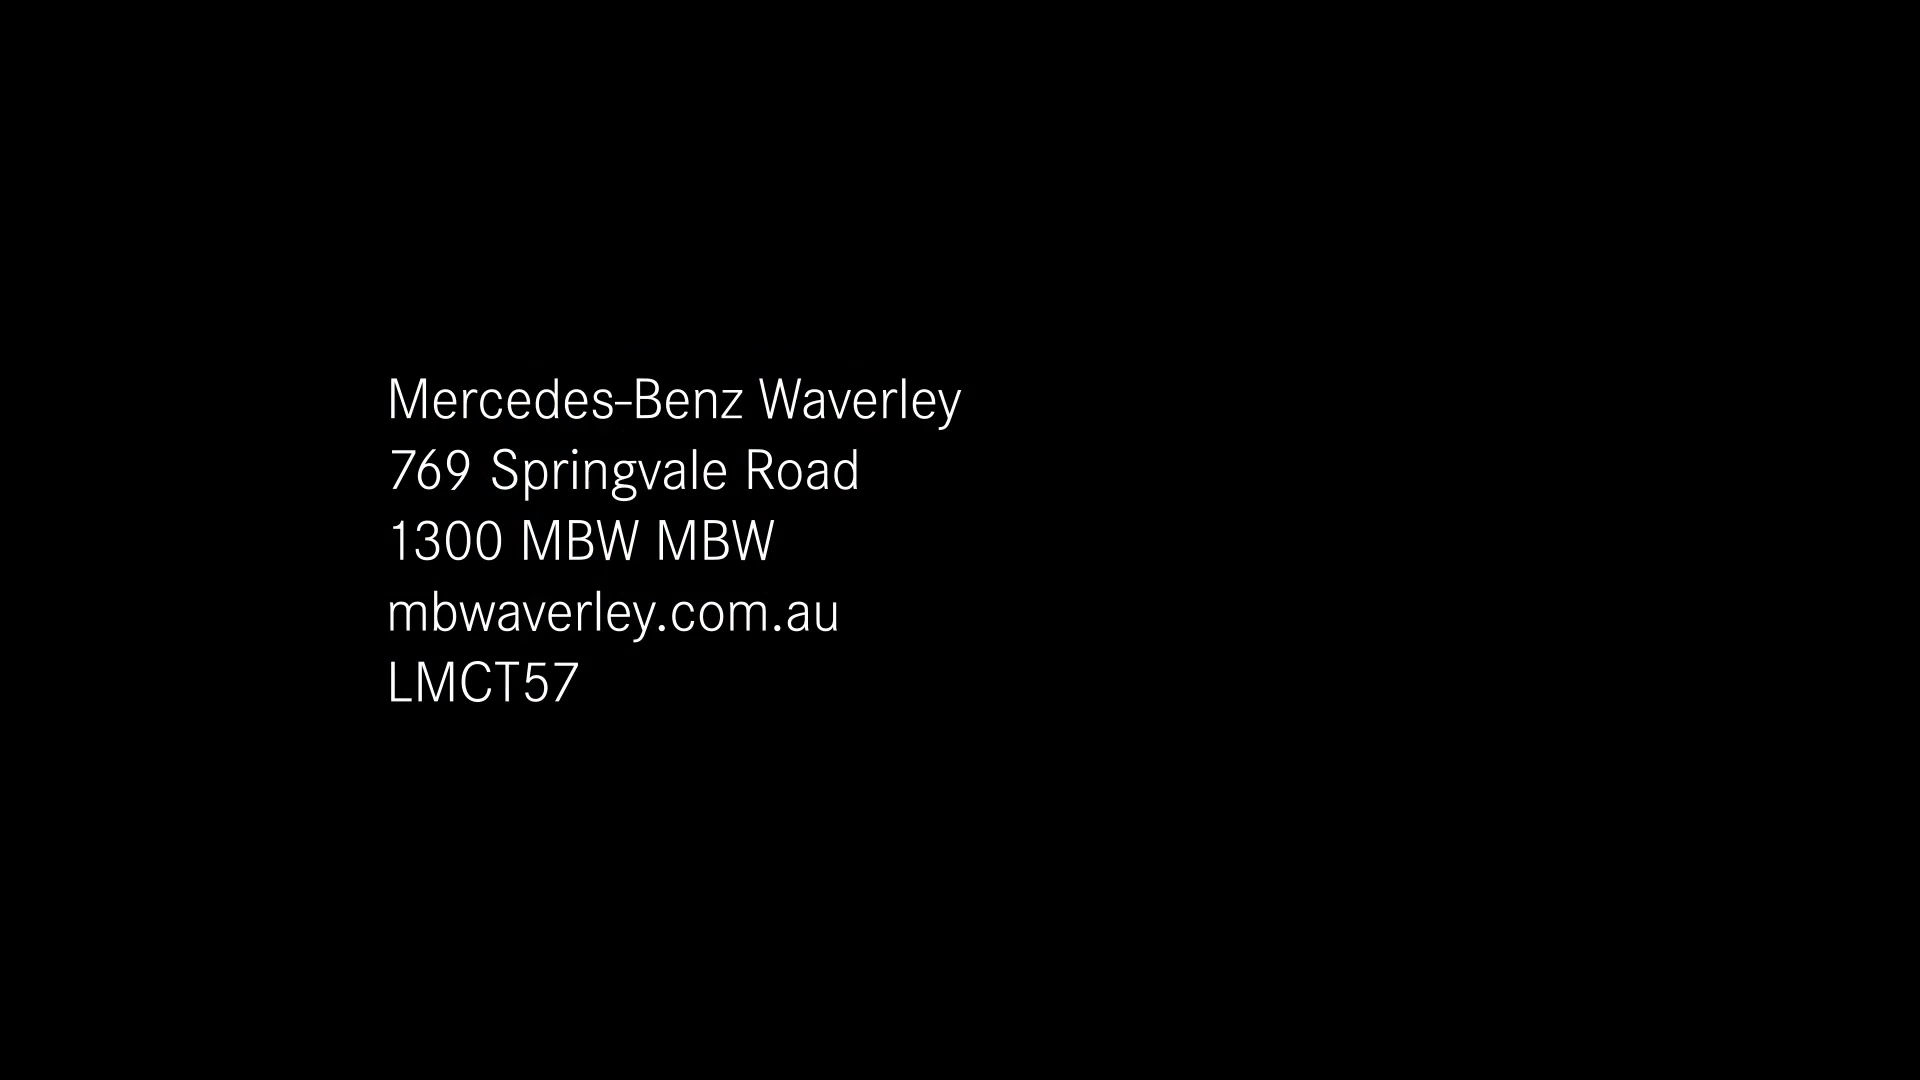 Mercedes-Benz Waverley
769 Springvale Road
1300 MBW MBW
mbwaverley.com.au
LMCT57